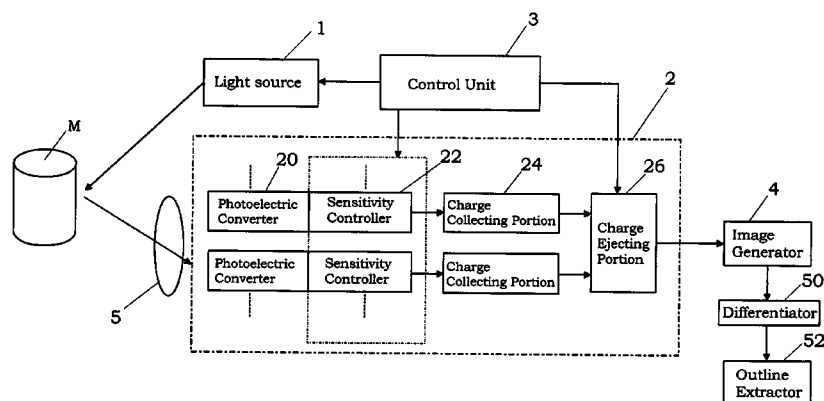 1
3
Light source
Control Unit
2
M
20
22
24
26
Photoelectric
Converter
Sensitivity
Controller
Charge
Collecting Portion
Charge
Ejecting
Portion
4
Image
Generator
Photoelectric
Converter
Sensitivity
Controller
Charge
Collecting Portion
5
50
Differentiator
52
Outline
Extractor